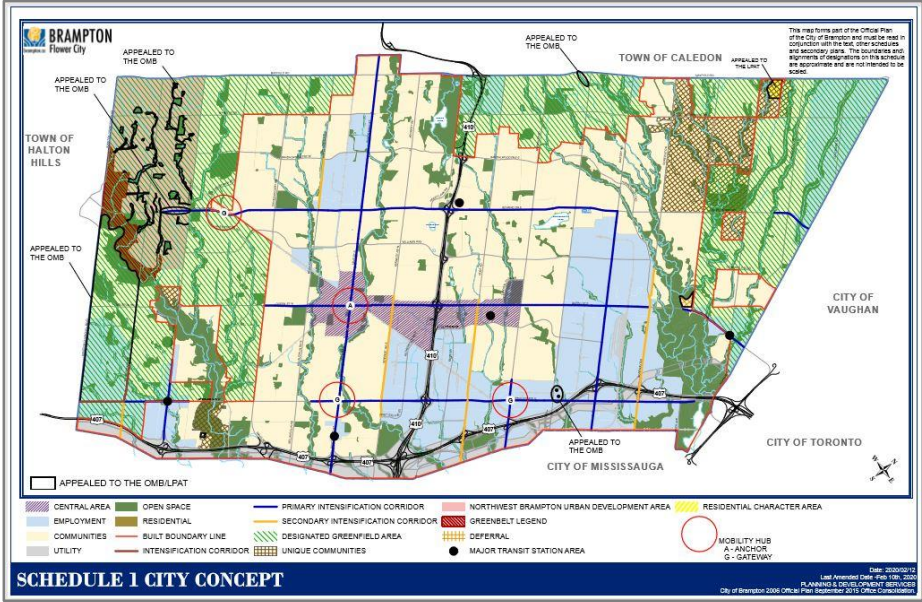 BRAMPTON
Flower City
brampton.ca
APPEALED TO
THE OMB
APPEALED TO
THE OMB
APPEALED TO
THE OMB
TOWN OF CALEDON
APPEALED TO
THE LPAT
This map forms part of the Official Plan
of the City of Brampton and must be read in
conjunction with the text, other schedules
and secondary plans. The boundaries and
alignments of designations on this schedule
are approximate and are not intended to be
scaled.
TOWN OF
HALTON
HILLS
410
G
APPEALED TO
THE OMB
A
CITY OF
VAUGHAN
410
G
G
407
407
410
407
407
407
407
APPEALED TO
THE OMB
CITY OF MISSISSAUGA
CITY OF TORONTO
N
E
S
W
APPEALED TO THE OMB/LPAT
CENTRAL AREA
EMPLOYMENT
COMMUNITIES
UTILITY
OPEN SPACE
RESIDENTIAL
BUILT BOUNDARY LINE
INTENSIFICATION CORRIDOR
PRIMARY INTENSIFICATION CORRIDOR
SECONDARY INTENSIFICATION CORRIDOR
DESIGNATED GREENFIELD AREA
UNIQUE COMMUNITIES
NORTHWEST BRAMPTON URBAN DEVELOPMENT AREA
GREENBELT LEGEND
DEFERRAL
MAJOR TRANSIT STATION AREA
RESIDENTIAL CHARACTER AREA
MOBILITY HUB
A - ANCHOR
G - GATEWAY
SCHEDULE 1 CITY CONCEPT
Date: 2020/02/12
Last Amended Date -Feb 10th, 2020
PLANNING & DEVELOPMENT SERVICES
City of Brampton 2006 Official Plan September 2015 Office Consolidation